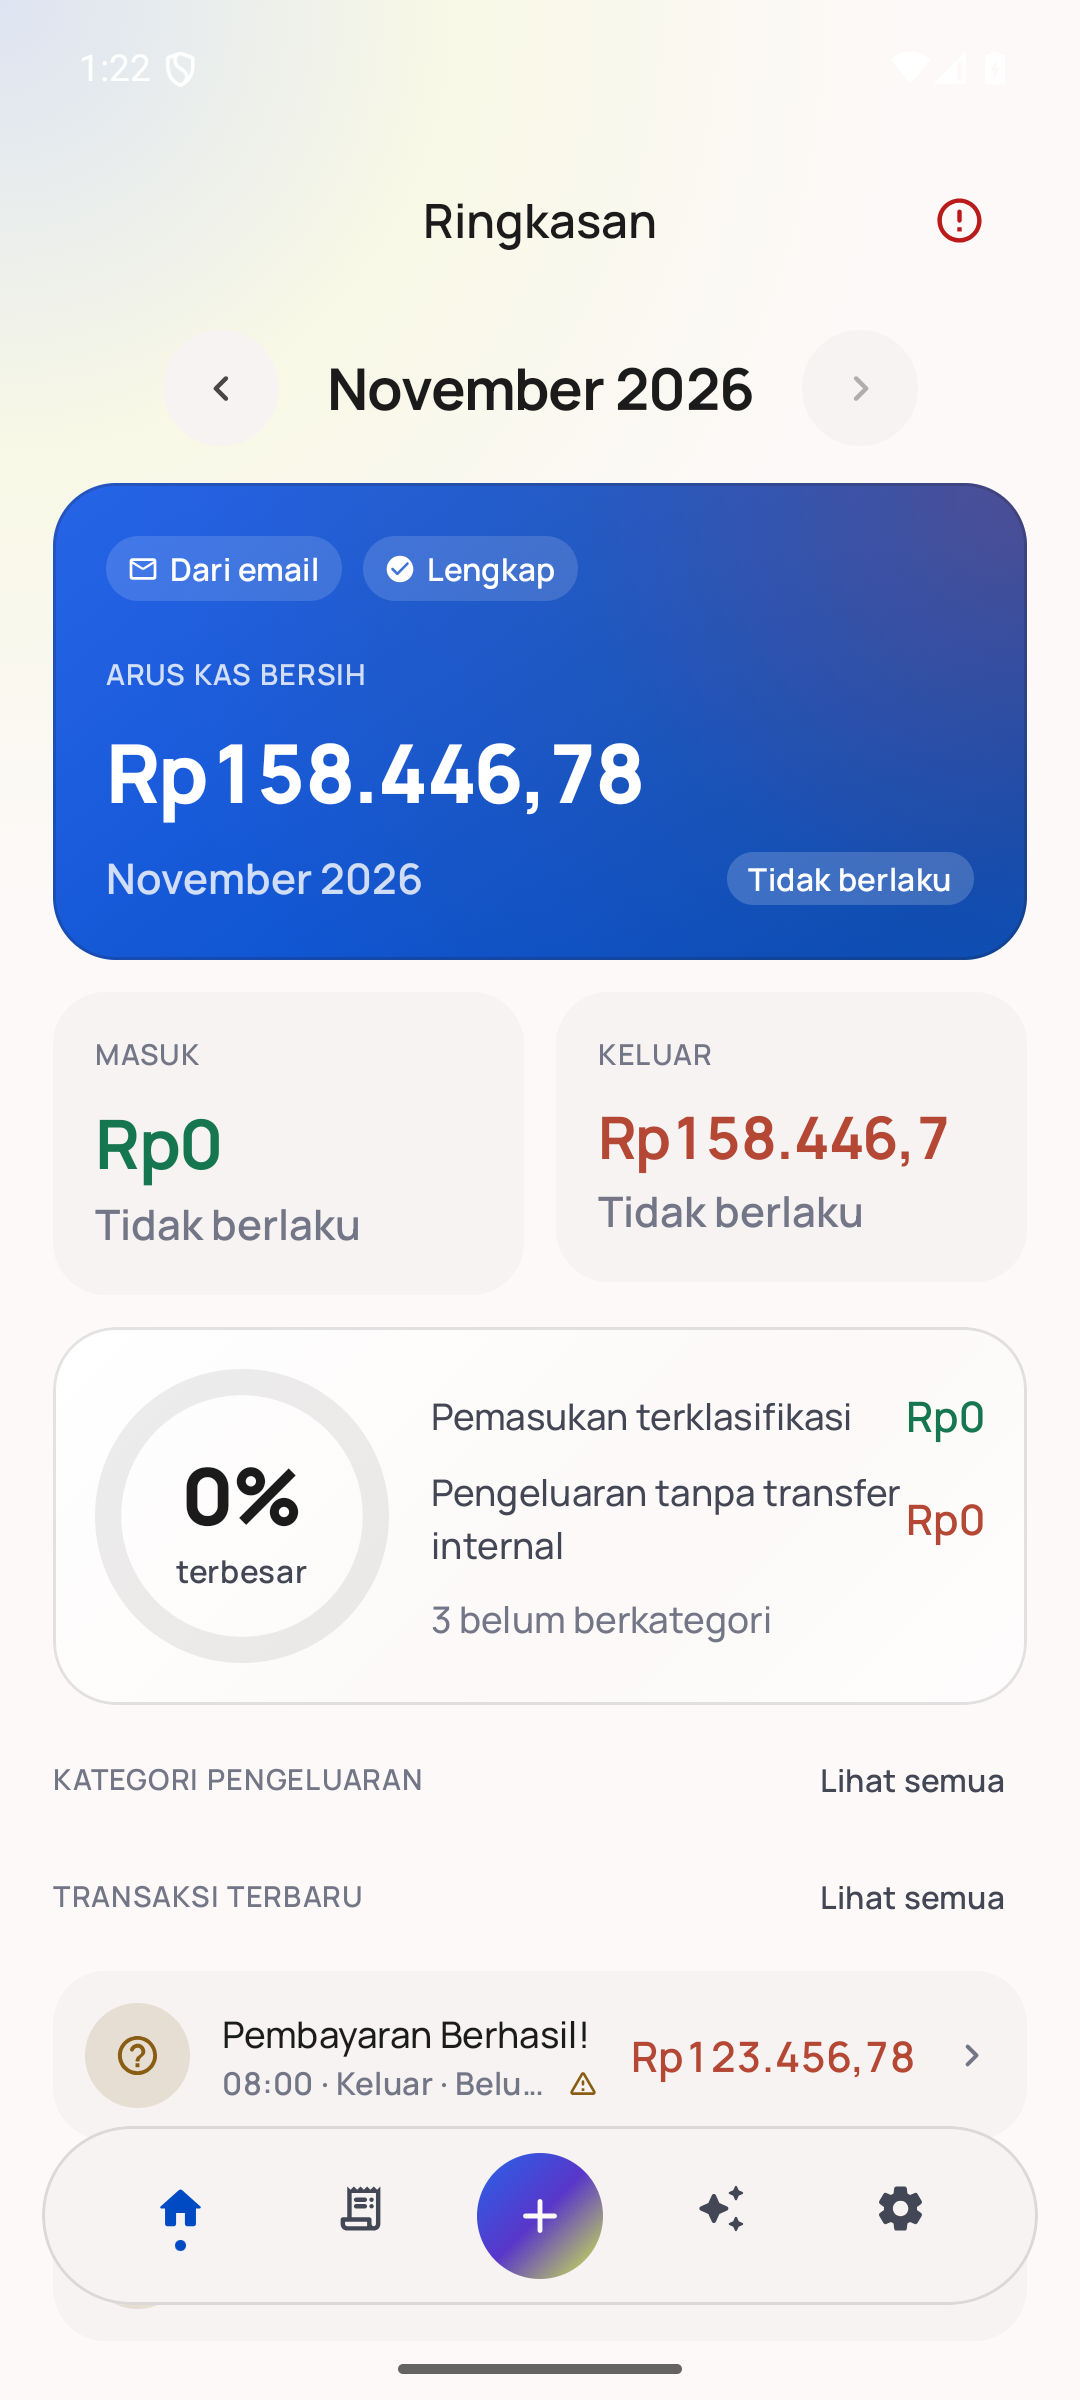 1:22
Ringkasan
November 2026
Dari email
Lengkap
ARUS KAS BERSIH
Rp158.446,78
November 2026
Tidak berlaku
MASUK
Rp0
Tidak berlaku
KELUAR
Rp158.446,7
Tidak berlaku
0%
terbesar
Pemasukan terklasifikasi Rp0
Pengeluaran tanpa transfer
internal
Rp0
3 belum berkategori
KATEGORI PENGELUARAN
Lihat semua
TRANSAKSI TERBARU
Lihat semua
Pembayaran Berhasil!
08:00 · Keluar · Belu...
Rp123.456,78